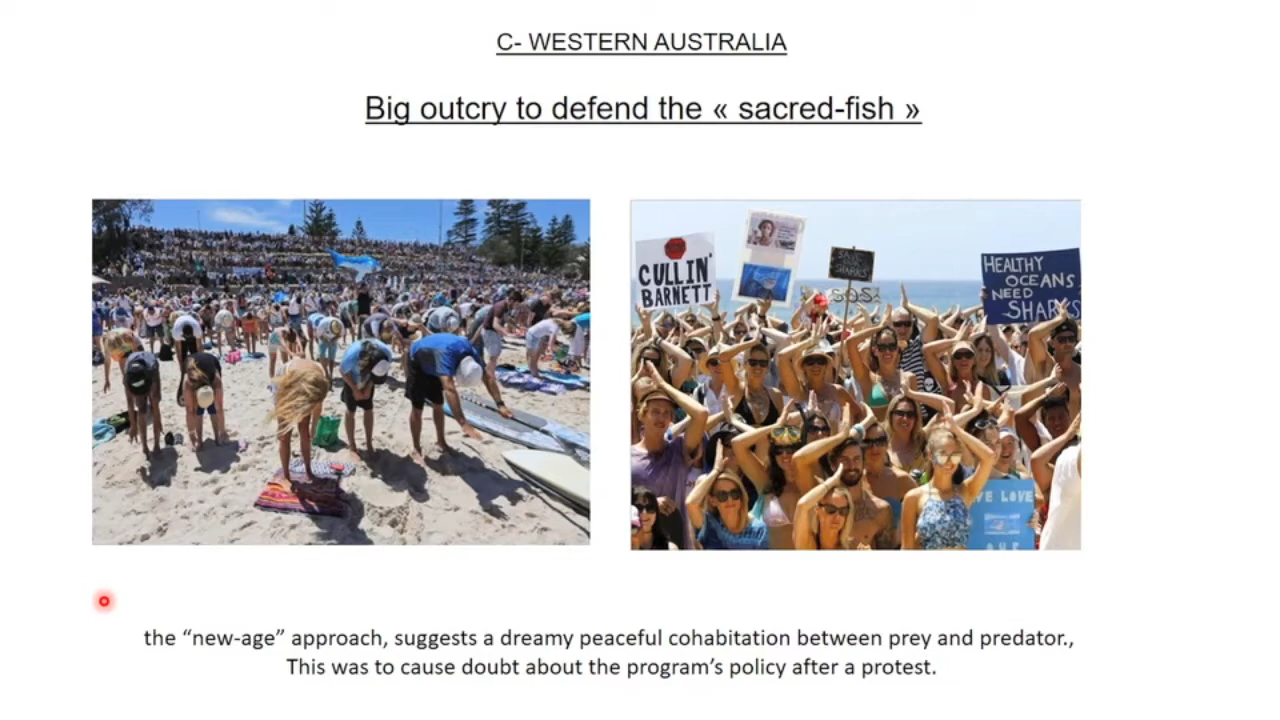 C- WESTERN AUSTRALIA
Big outcry to defend the « sacred-fish »
CULLIN'
BARNETT
SAVE
SHARKS
SOS
HEALTHY
OCEANS
NEED
SHARKS
WE LOVE
OUR
the “new-age” approach, suggests a dreamy peaceful cohabitation between prey and predator.,
This was to cause doubt about the program’s policy after a protest.